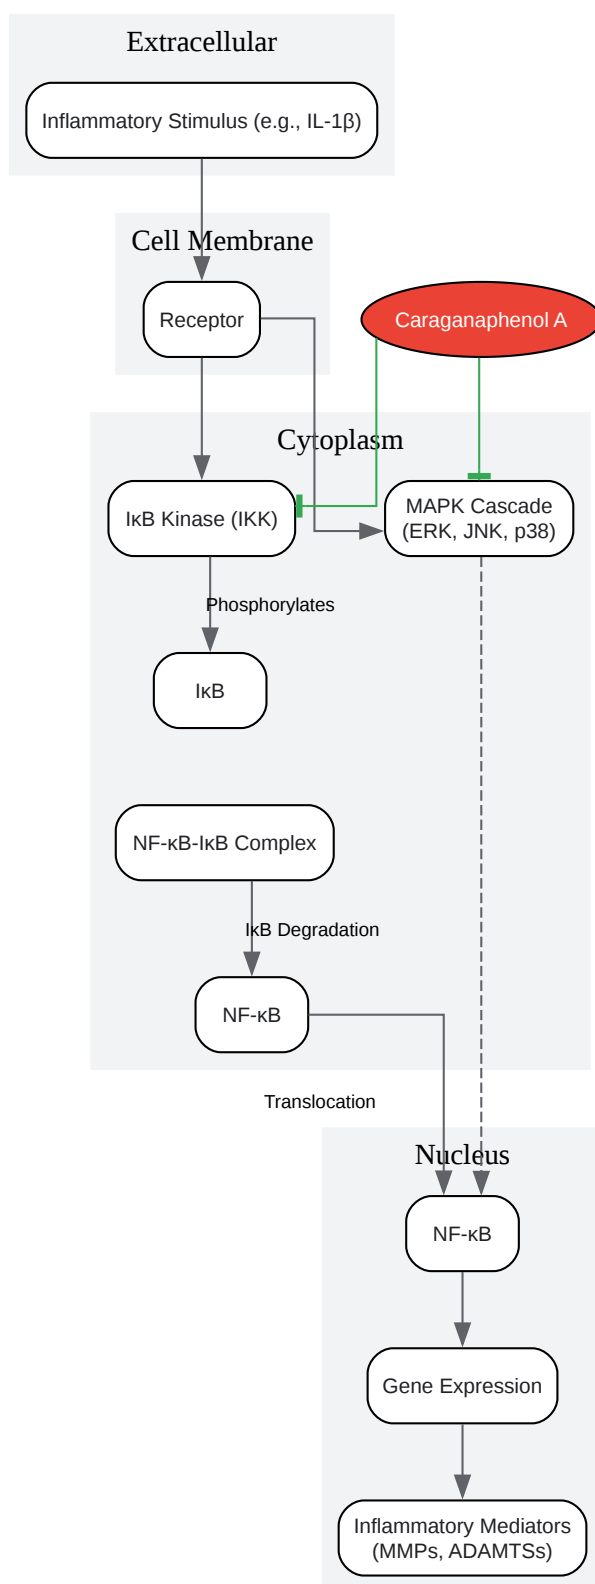 Extracellular
Inflammatory Stimulus (e.g., IL-1β)
Cell Membrane
Receptor
Caraganaphenol A
Cytoplasm
IκB Kinase (IKK)
MAPK Cascade
(ERK, JNK, p38)
Phosphorylates
IκB
NF-κB-IκB Complex
IκB Degradation
NF-κB
Translocation
Nucleus
NF-κB
Gene Expression
Inflammatory Mediators
(MMPs, ADAMTSs)